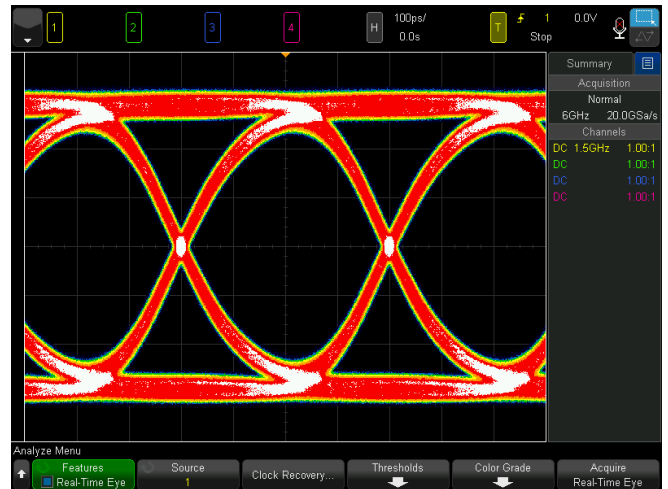 1
2
3
4
H
100ps/
0.0s
T
1
0.0V
Stop
Summary
Acquisition
Normal
6GHz 20.0GSa/s
Channels
DC 1.5GHz 1.00:1
DC 1.00:1
DC 1.00:1
DC 1.00:1
Analyze Menu
Features
Real-Time Eye
Source
1
Clock Recovery...
Thresholds
Color Grade
Acquire
Real-Time Eye